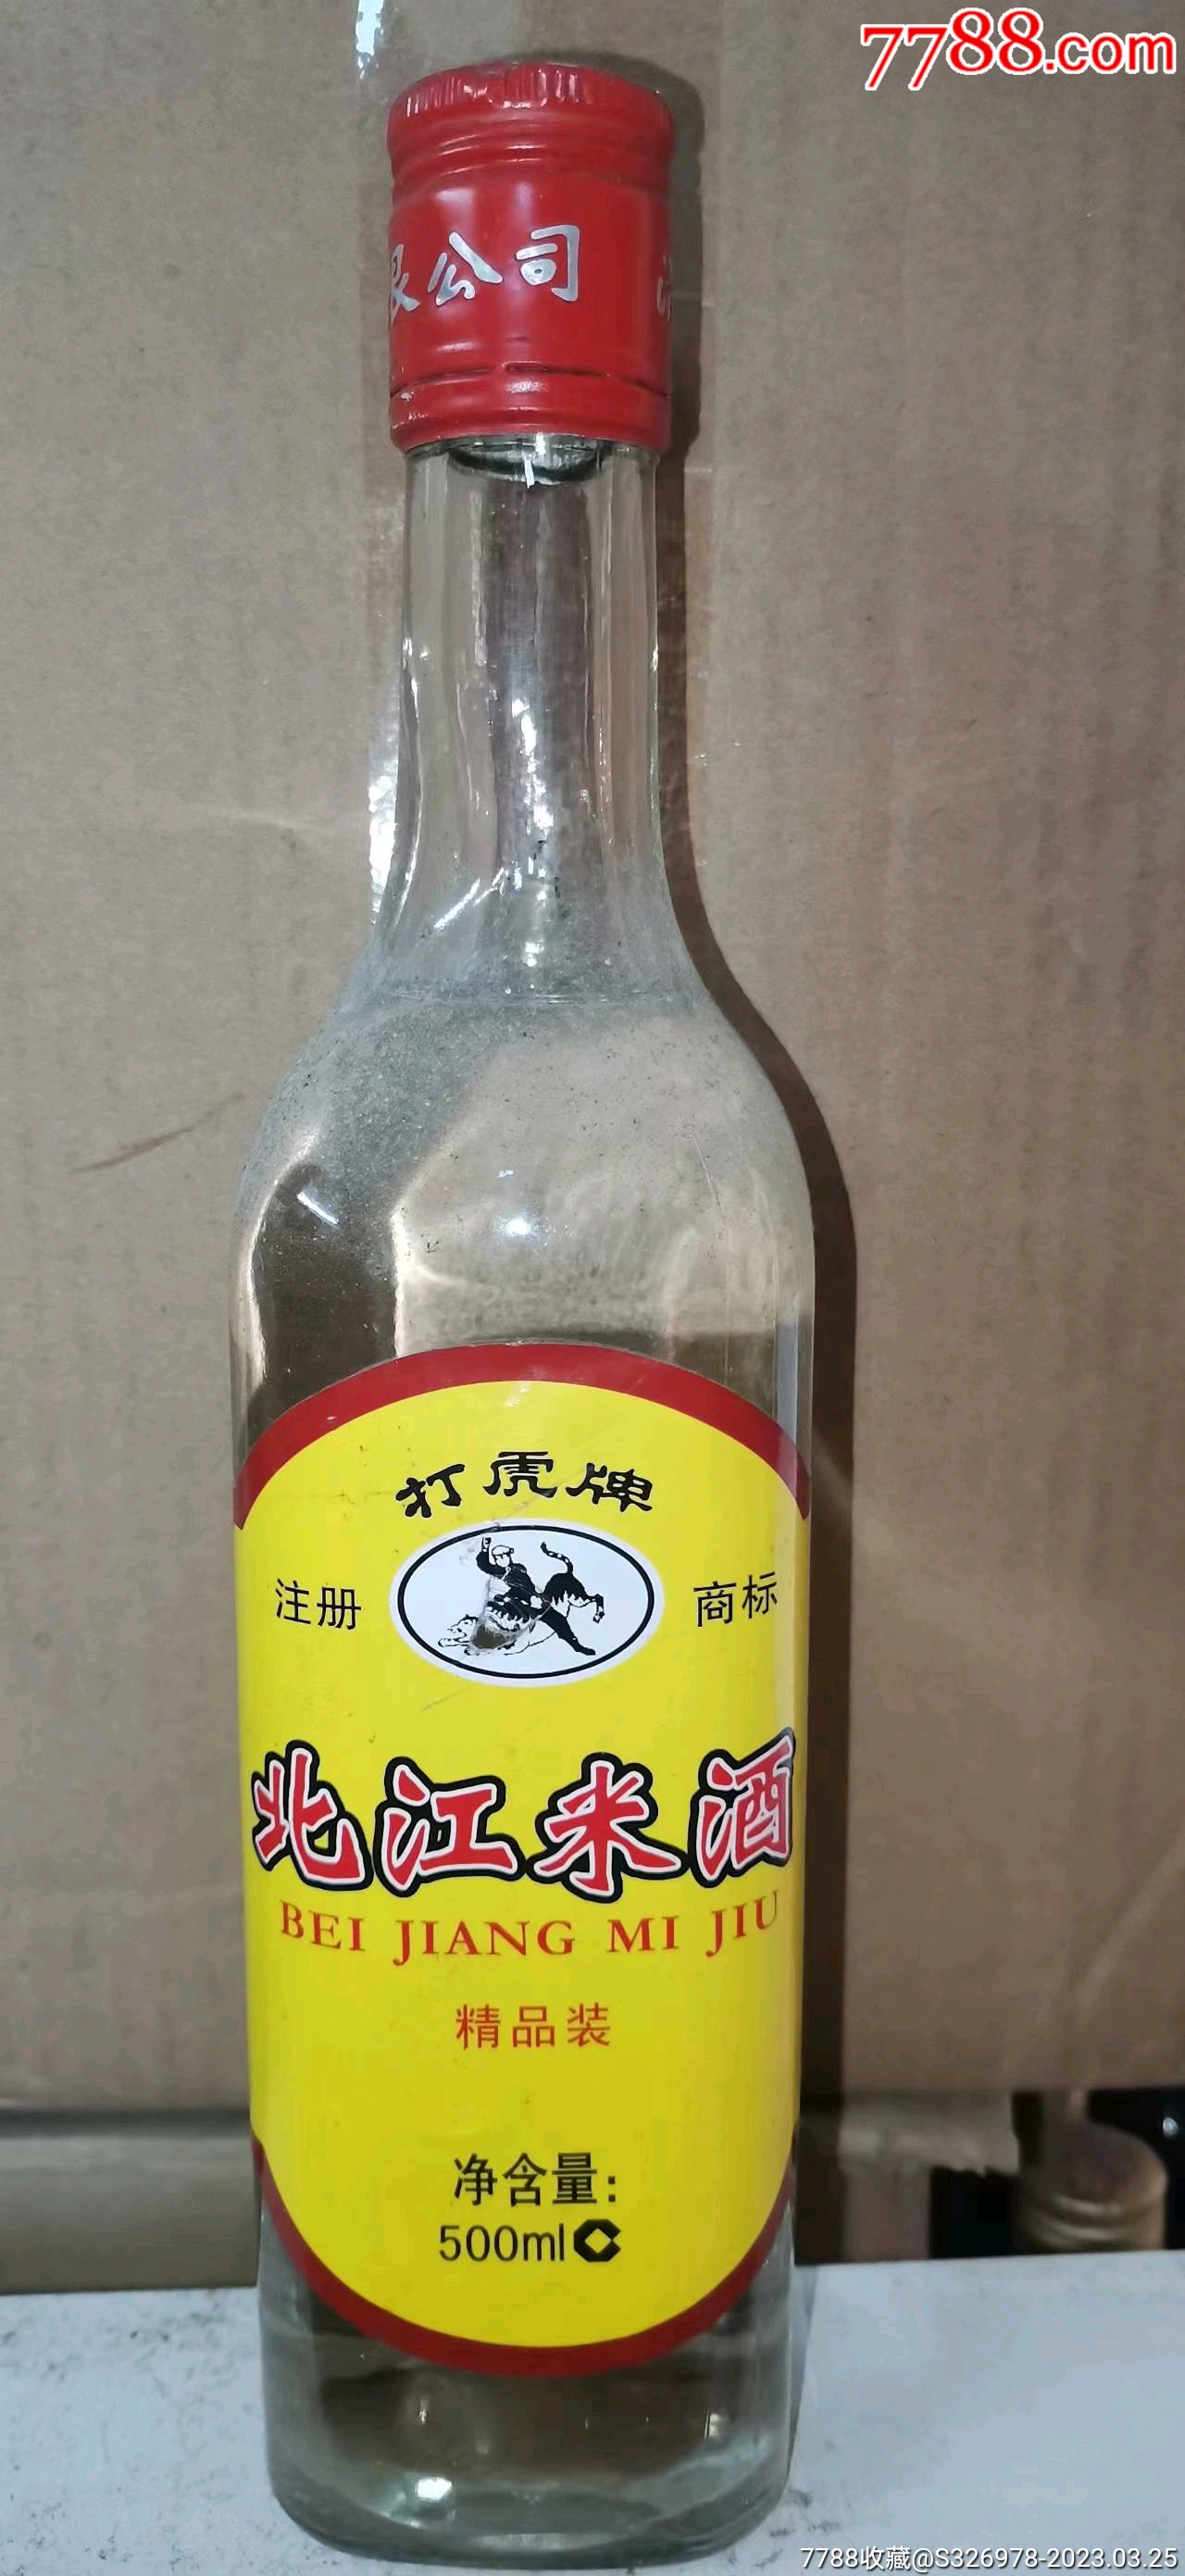 7788.com
限公司
打虎牌
注册 商标
北江米酒
BEI JIANG MI JIU
精品装
净含量:
500ml
7788收藏@S326978-2023.03.25